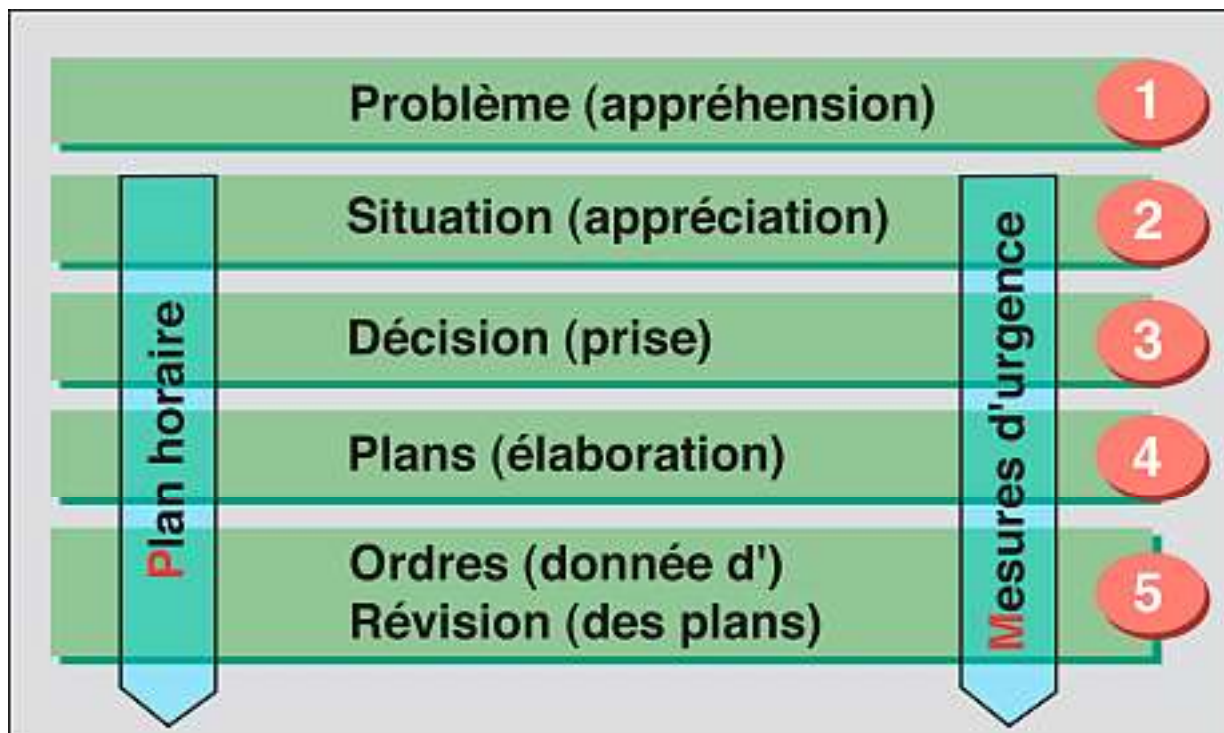 Problème (appréhension)
1
Situation (appréciation)
2
Décision (prise)
3
Plans (élaboration)
4
Ordres (donnée d')
Révision (des plans)
5
Plan horaire
Mesures d'urgence